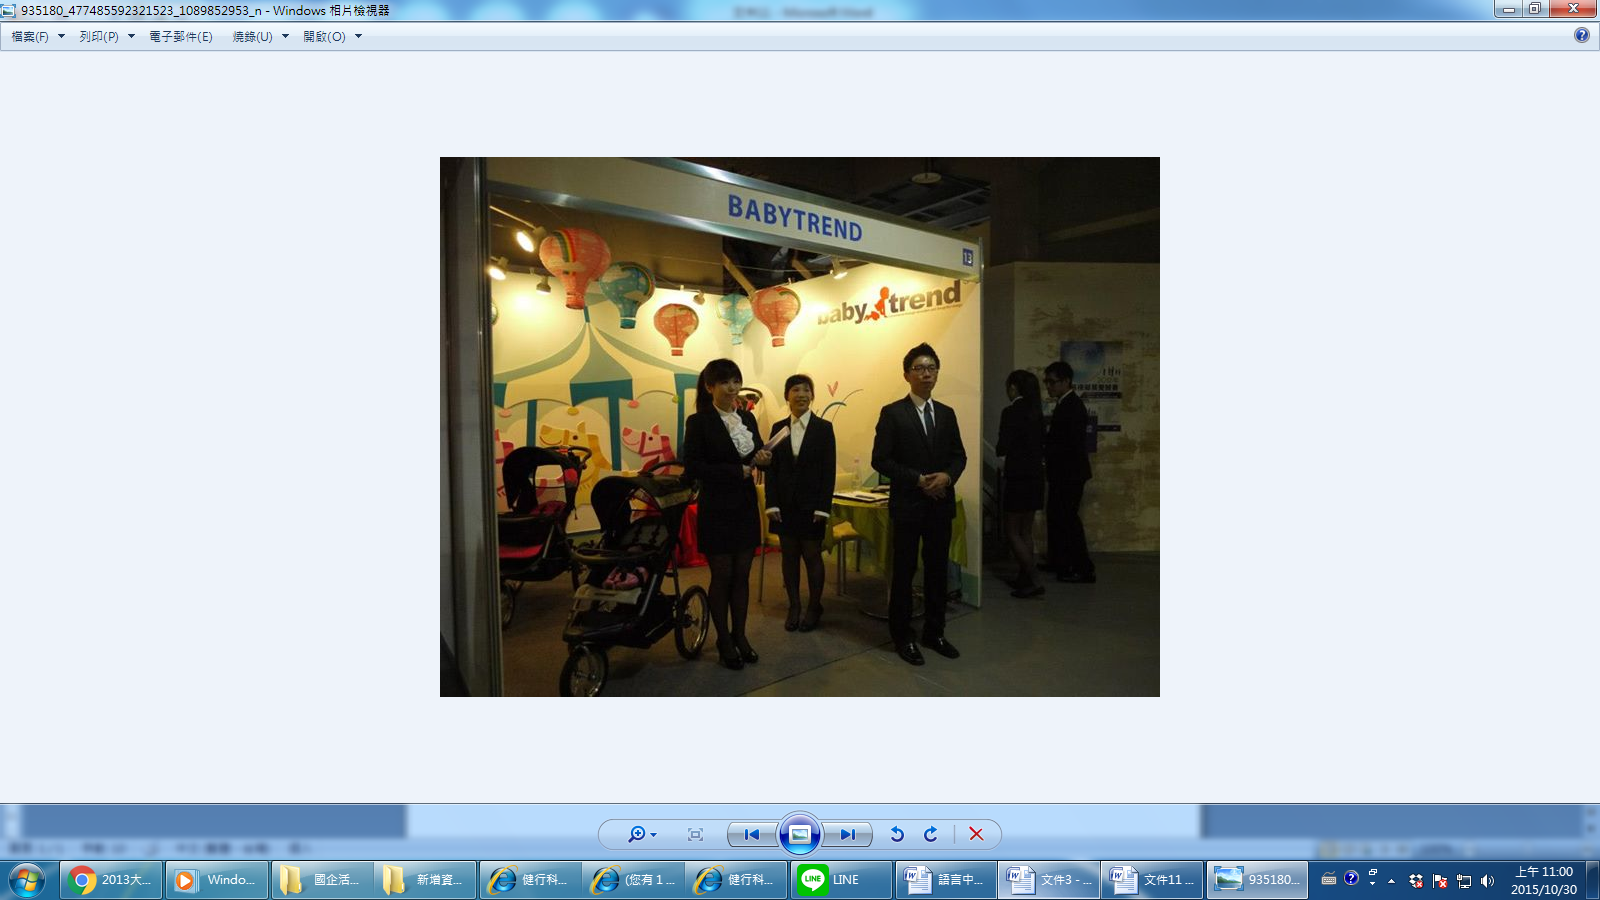 935180_477485592321523_1089852953_n - Windows 相片檢視器
檔案(F) 列印(P) 電子郵件(E) 燒錄(U) 開啟(O)
BABYTREND
13
baby trend
2013大...
Windo...
國企活...
新增資...
健行科...
(您有 1 ...
健行科...
LINE
LINE
語言中...
文件3 - ...
文件11 ...
935180...
上午 11:00
2015/10/30